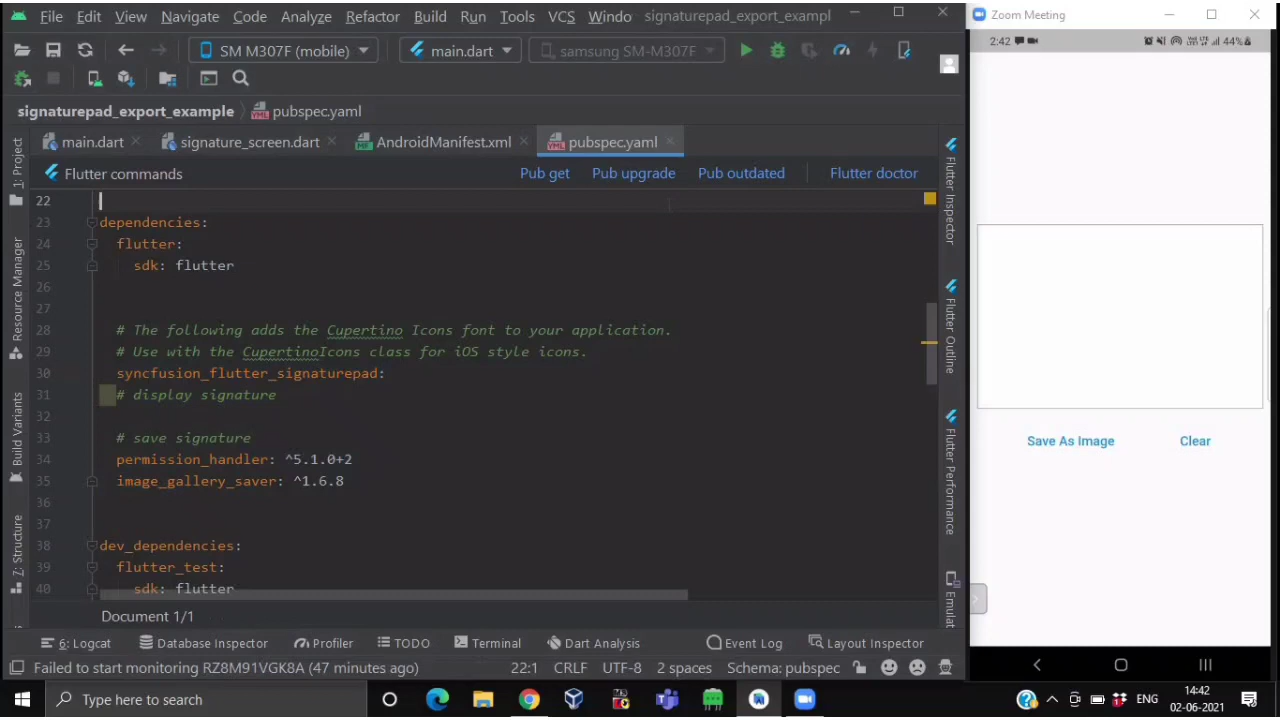 File Edit View Navigate Code Analyze Refactor Build Run Tools VCS Windo signaturepad_export_exampl
Zoom Meeting
SM M307F (mobile) main.dart samsung SM-M307F
2:42 44%
signaturepad_export_example pubspec.yaml
main.dart signature_screen.dart AndroidManifest.xml pubspec.yaml
Flutter commands Pub get Pub upgrade Pub outdated Flutter doctor
1: Project
Resource Manager
Build Variants
7: Structure
22
23 dependencies:
24 flutter:
25 sdk: flutter
26
27
28 # The following adds the Cupertino Icons font to your application.
29 # Use with the CupertinoIcons class for iOS style icons.
30 syncfusion_flutter_signaturepad:
31 # display signature
32
33 # save signature
34 permission_handler: ^5.1.0+2
35 image_gallery_saver: ^1.6.8
36
37
38 dev_dependencies:
39 flutter_test:
40 sdk: flutter
Document 1/1
Flutter Inspector
Flutter Outline
Flutter Performance
Emulat
Save As Image Clear
6: Logcat Database Inspector Profiler TODO Terminal Dart Analysis Event Log Layout Inspector
Failed to start monitoring RZ8M91VGK8A (47 minutes ago) 22:1 CRLF UTF-8 2 spaces Schema: pubspec
Type here to search
ENG
14:42
02-06-2021